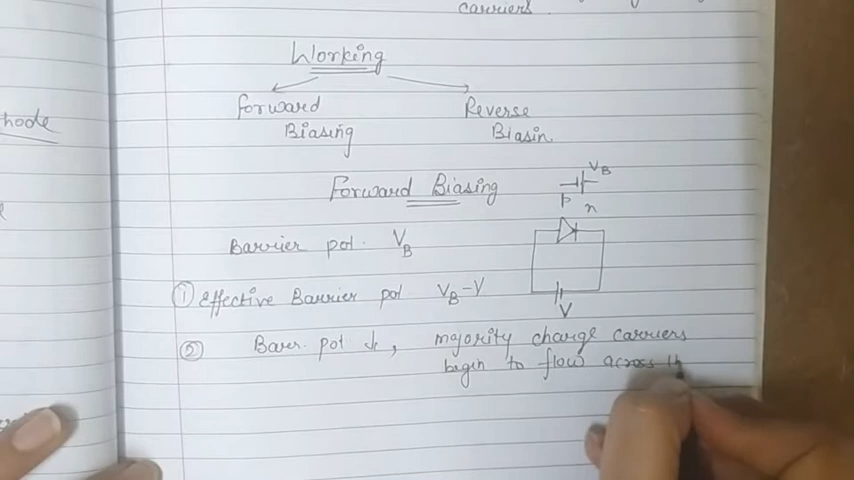 carriers.
hode
Working
Forward Biasing
Reverse Biasin
Forward Biasing
VB
p
n
Barrier pot. VB
① Effective Barrier pot VB-V
V
② Barr. pot ↓, majority charge carriers
begin to flow across th